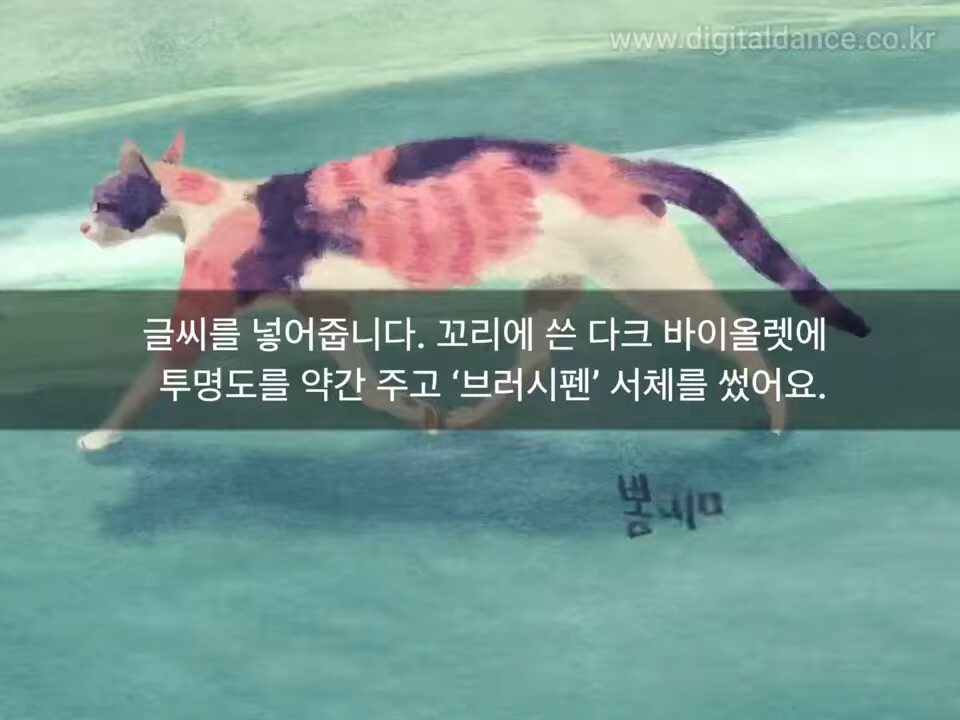 www.digitaldance.co.kr
글씨를 넣어줍니다. 꼬리에 쓴 다크 바이올렛에
투명도를 약간 주고 ‘브러시펜’ 서체를 썼어요.